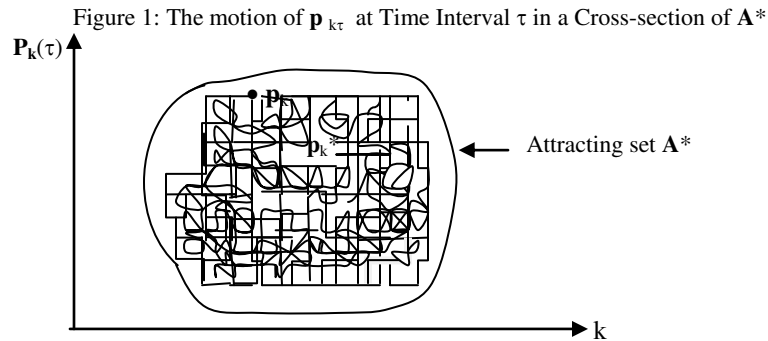 Figure 1: The motion of p kτ at Time Interval τ in a Cross-section of A*
Pk(τ)
pk
pk*
Attracting set A*
k